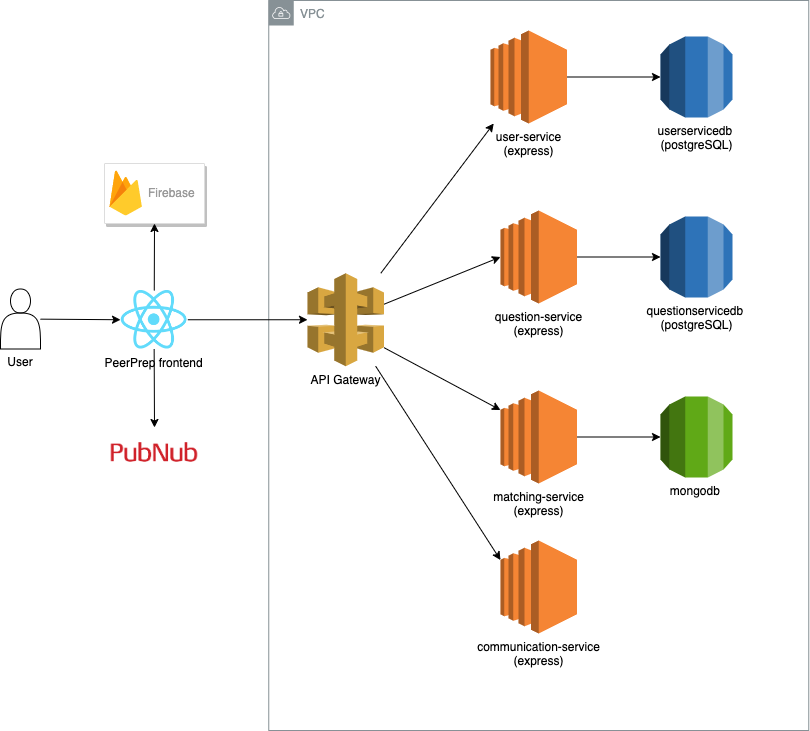 VPC
user-service
(express)
userservicedb
(postgreSQL)
Firebase
question-service
(express)
questionservicedb
(postgreSQL)
User
PeerPrep frontend
API Gateway
PubNub
matching-service
(express)
mongodb
communication-service
(express)